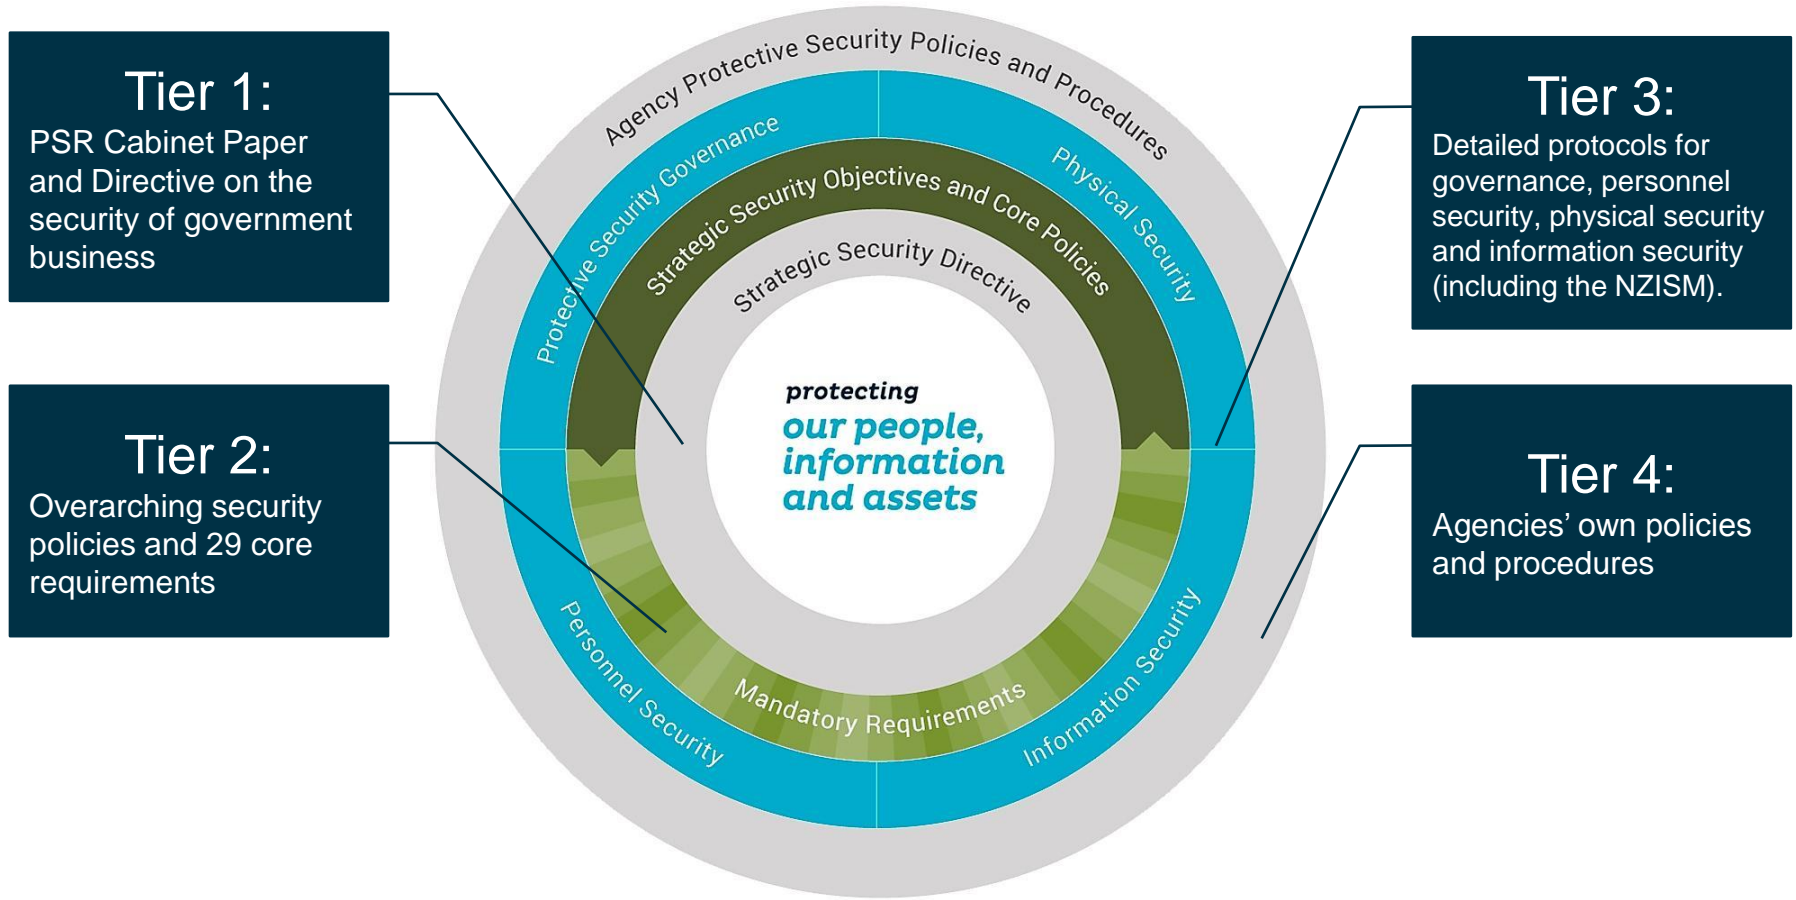 Tier 1:
PSR Cabinet Paper
and Directive on the
security of government
business
Tier 2:
Overarching security
policies and 29 core
requirements
Agency Protective Security Policies and Procedures
Protective Security Governance
Physical Security
Strategic Security Objectives and Core Policies
Strategic Security Directive
protecting
our people,
information
and assets
Mandatory Requirements
Personnel Security
Information Security
Tier 3:
Detailed protocols for
governance, personnel
security, physical security
and information security
(including the NZISM).
Tier 4:
Agencies’ own policies
and procedures